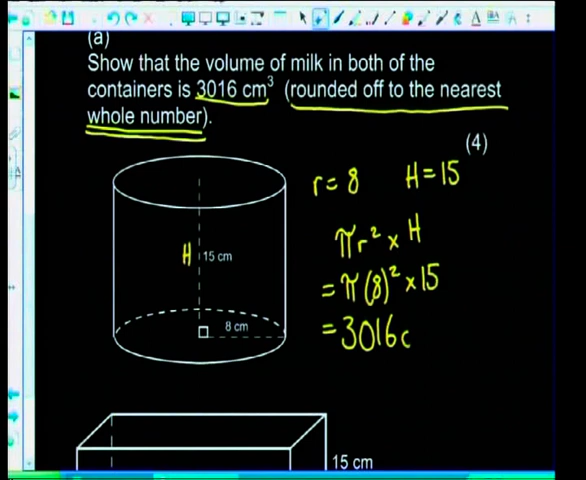 (a)
Show that the volume of milk in both of the
containers is 3016 cm³ (rounded off to the nearest
whole number).
(4)
r = 8 H = 15
πr² × H
H 15 cm
= π(8)² × 15
8 cm
= 3016c
15 cm